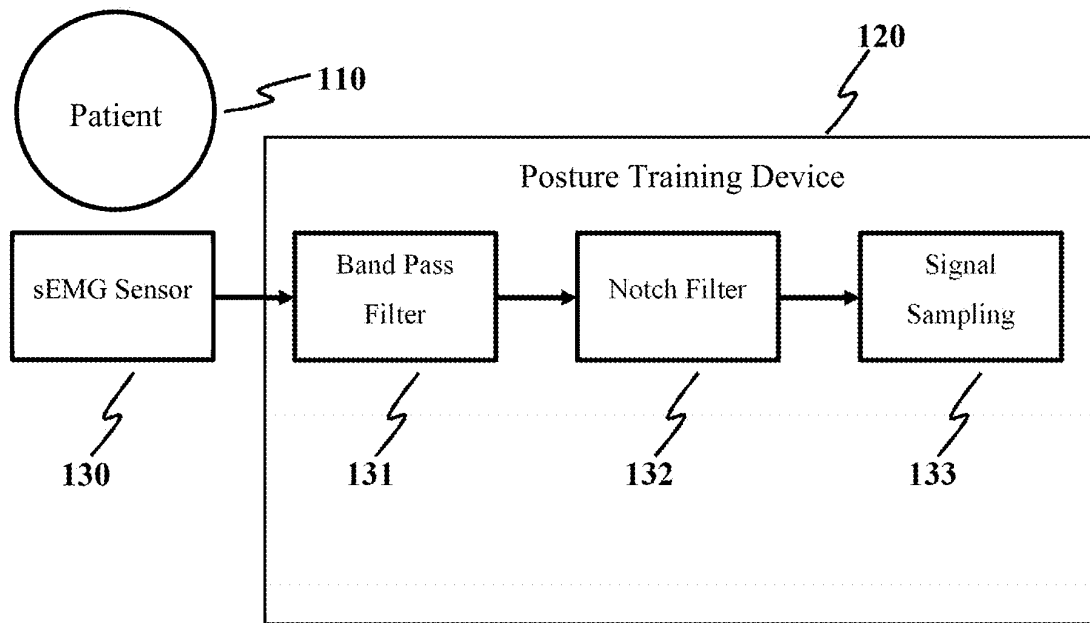 120
110
Patient
Posture Training Device
sEMG Sensor
Band Pass
Filter
Notch Filter
Signal
Sampling
130
131
132
133